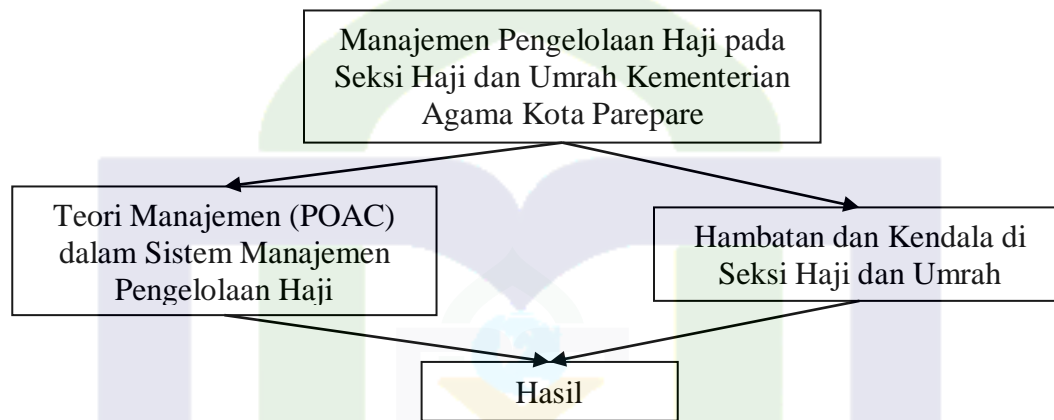 Manajemen Pengelolaan Haji pada
Seksi Haji dan Umrah Kementerian
Agama Kota Parepare
Teori Manajemen (POAC)
dalam Sistem Manajemen
Pengelolaan Haji
Hambatan dan Kendala di
Seksi Haji dan Umrah
Hasil